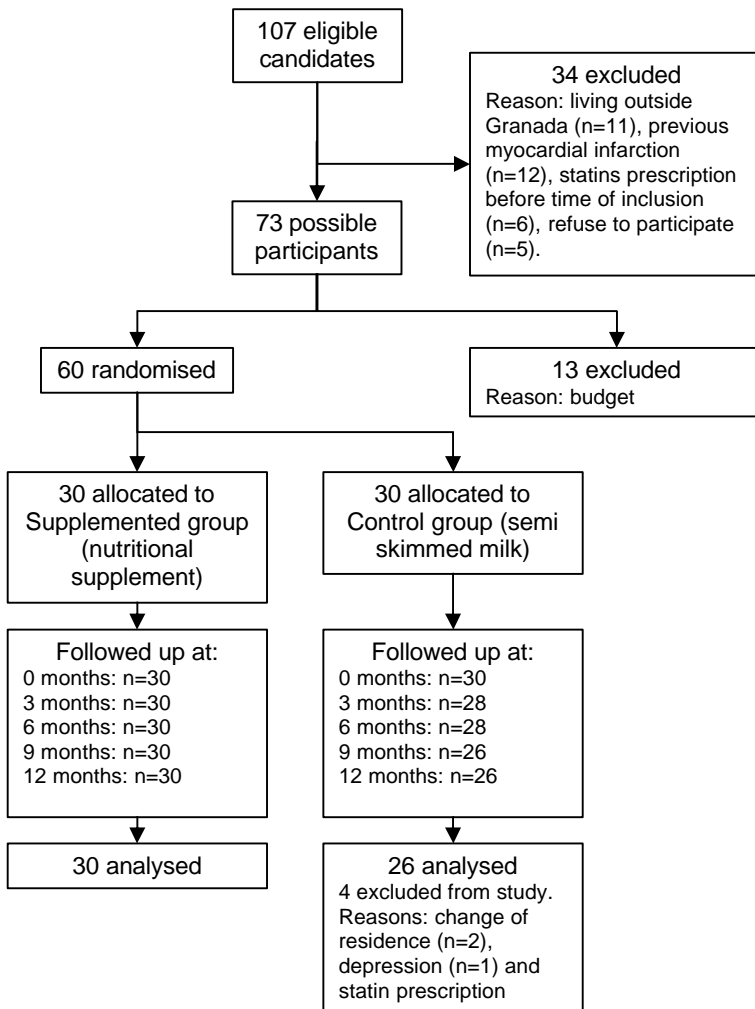 107 eligible
candidates
34 excluded
Reason: living outside
Granada (n=11), previous
myocardial infarction
(n=12), statins prescription
before time of inclusion
(n=6), refuse to participate
(n=5).
73 possible
participants
60 randomised
13 excluded
Reason: budget
30 allocated to
Supplemented group
(nutritional
supplement)
30 allocated to
Control group (semi
skimmed milk)
Followed up at:
0 months: n=30
3 months: n=30
6 months: n=30
9 months: n=30
12 months: n=30
Followed up at:
0 months: n=30
3 months: n=28
6 months: n=28
9 months: n=26
12 months: n=26
30 analysed
26 analysed
4 excluded from study.
Reasons: change of
residence (n=2),
depression (n=1) and
statin prescription